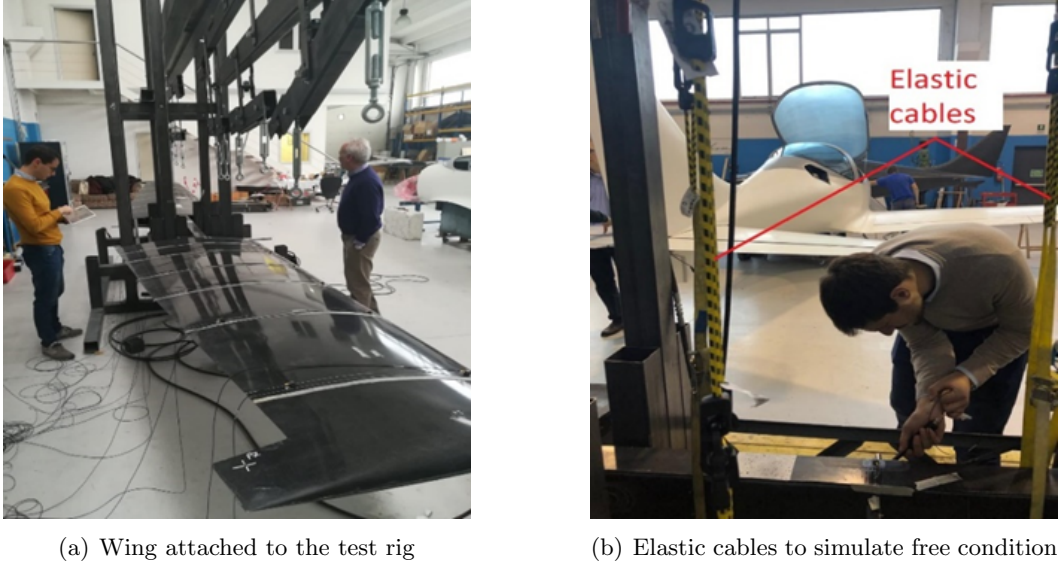 Elastic
cables
(a) Wing attached to the test rig
(b) Elastic cables to simulate free condition